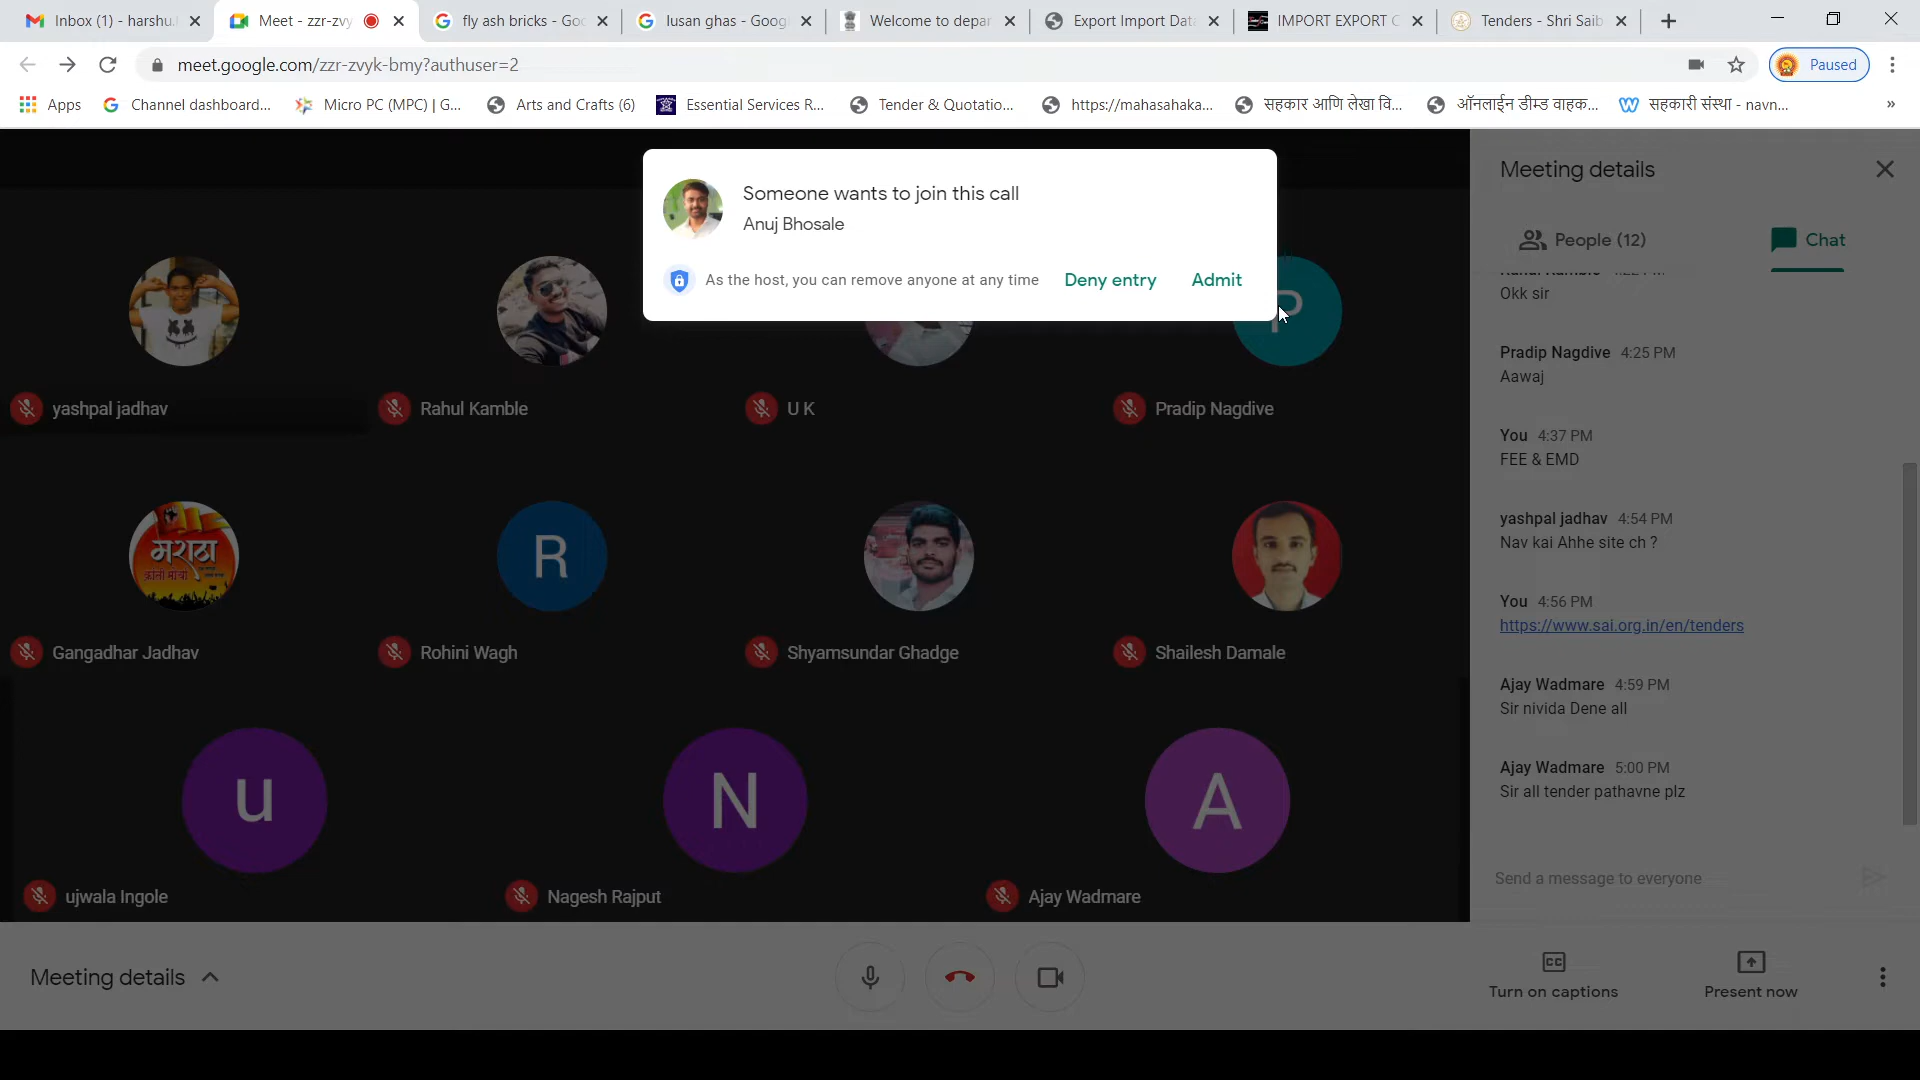 Inbox (1) - harshu.
Meet - zzr-zvy
fly ash bricks - Goo
lusan ghas - Googl
Welcome to depar
Export Import Dat
IMPORT EXPORT C
Tenders - Shri Saib
meet.google.com/zzr-zvyk-bmy?authuser=2
Paused
Apps
Channel dashboard...
Micro PC (MPC) | G...
Arts and Crafts (6)
Essential Services R...
Tender & Quotatio...
https://mahasahaka...
सहकार आणि लेखा वि...
ऑनलाईन डीम्ड वाहक...
सहकारी संस्था - navn...
»
Someone wants to join this call
Anuj Bhosale
As the host, you can remove anyone at any time
Deny entry
Admit
P
yashpal jadhav
Rahul Kamble
U K
Pradip Nagdive
मराठा
क्रांती मोर्चा
R
Gangadhar Jadhav
Rohini Wagh
Shyamsundar Ghadge
Shailesh Damale
u
N
A
ujwala Ingole
Nagesh Rajput
Ajay Wadmare
Meeting details
People (12)
Chat
Okk sir
Pradip Nagdive 4:25 PM
Aawaj
You 4:37 PM
FEE & EMD
yashpal jadhav 4:54 PM
Nav kai Ahhe site ch ?
You 4:56 PM
https://www.sai.org.in/en/tenders
Ajay Wadmare 4:59 PM
Sir nivida Dene all
Ajay Wadmare 5:00 PM
Sir all tender pathavne plz
Send a message to everyone
Meeting details
CC
Turn on captions
Present now